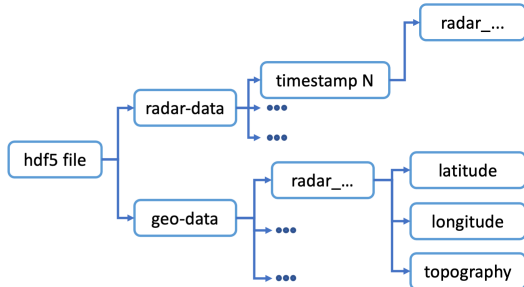 radar_...
timestamp N
radar-data
•••
•••
hdf5 file
latitude
radar_...
longitude
geo-data
•••
topography
•••